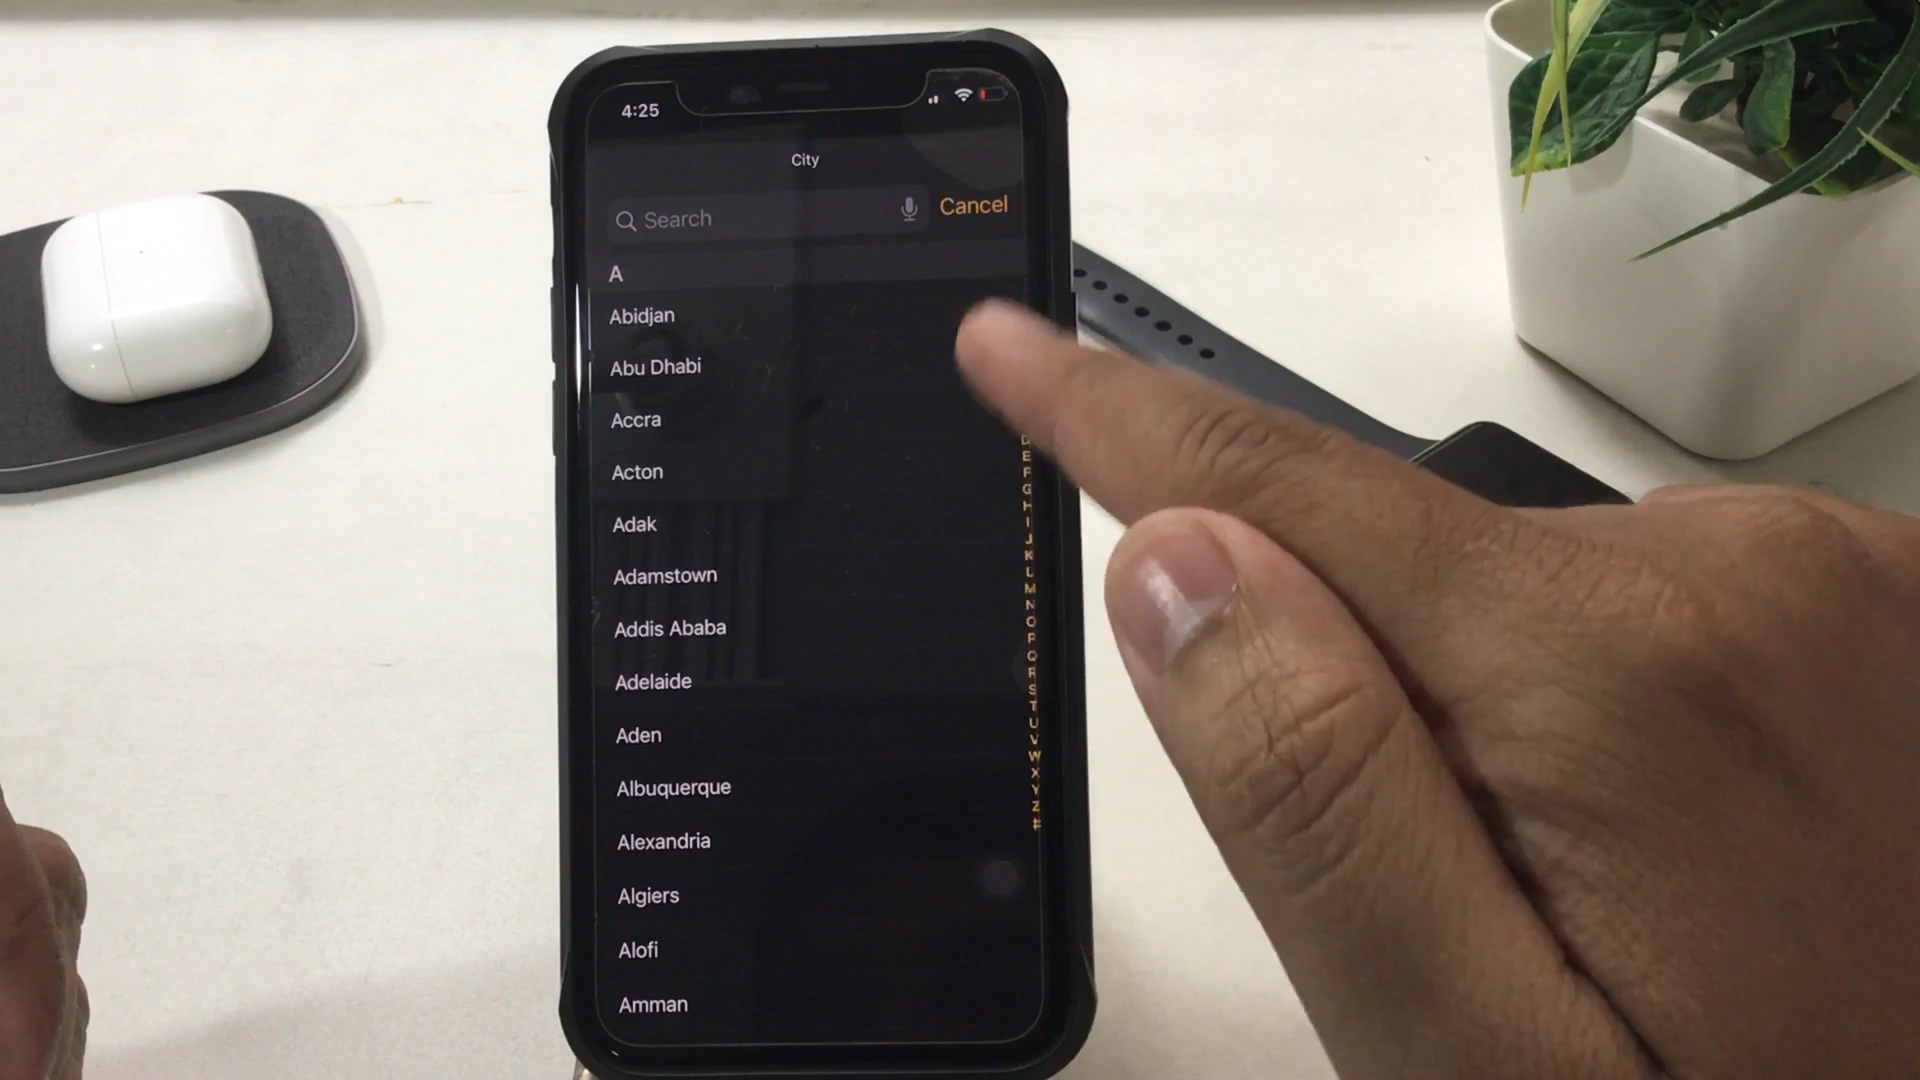 4:25
City
Search
Cancel
A
Abidjan
Abu Dhabi
Accra
Acton
Adak
Adamstown
Addis Ababa
Adelaide
Aden
Albuquerque
Alexandria
Algiers
Alofi
Amman
D
E
F
G
H
I
J
K
L
M
N
O
P
Q
R
S
T
U
V
W
X
Y
Z
#